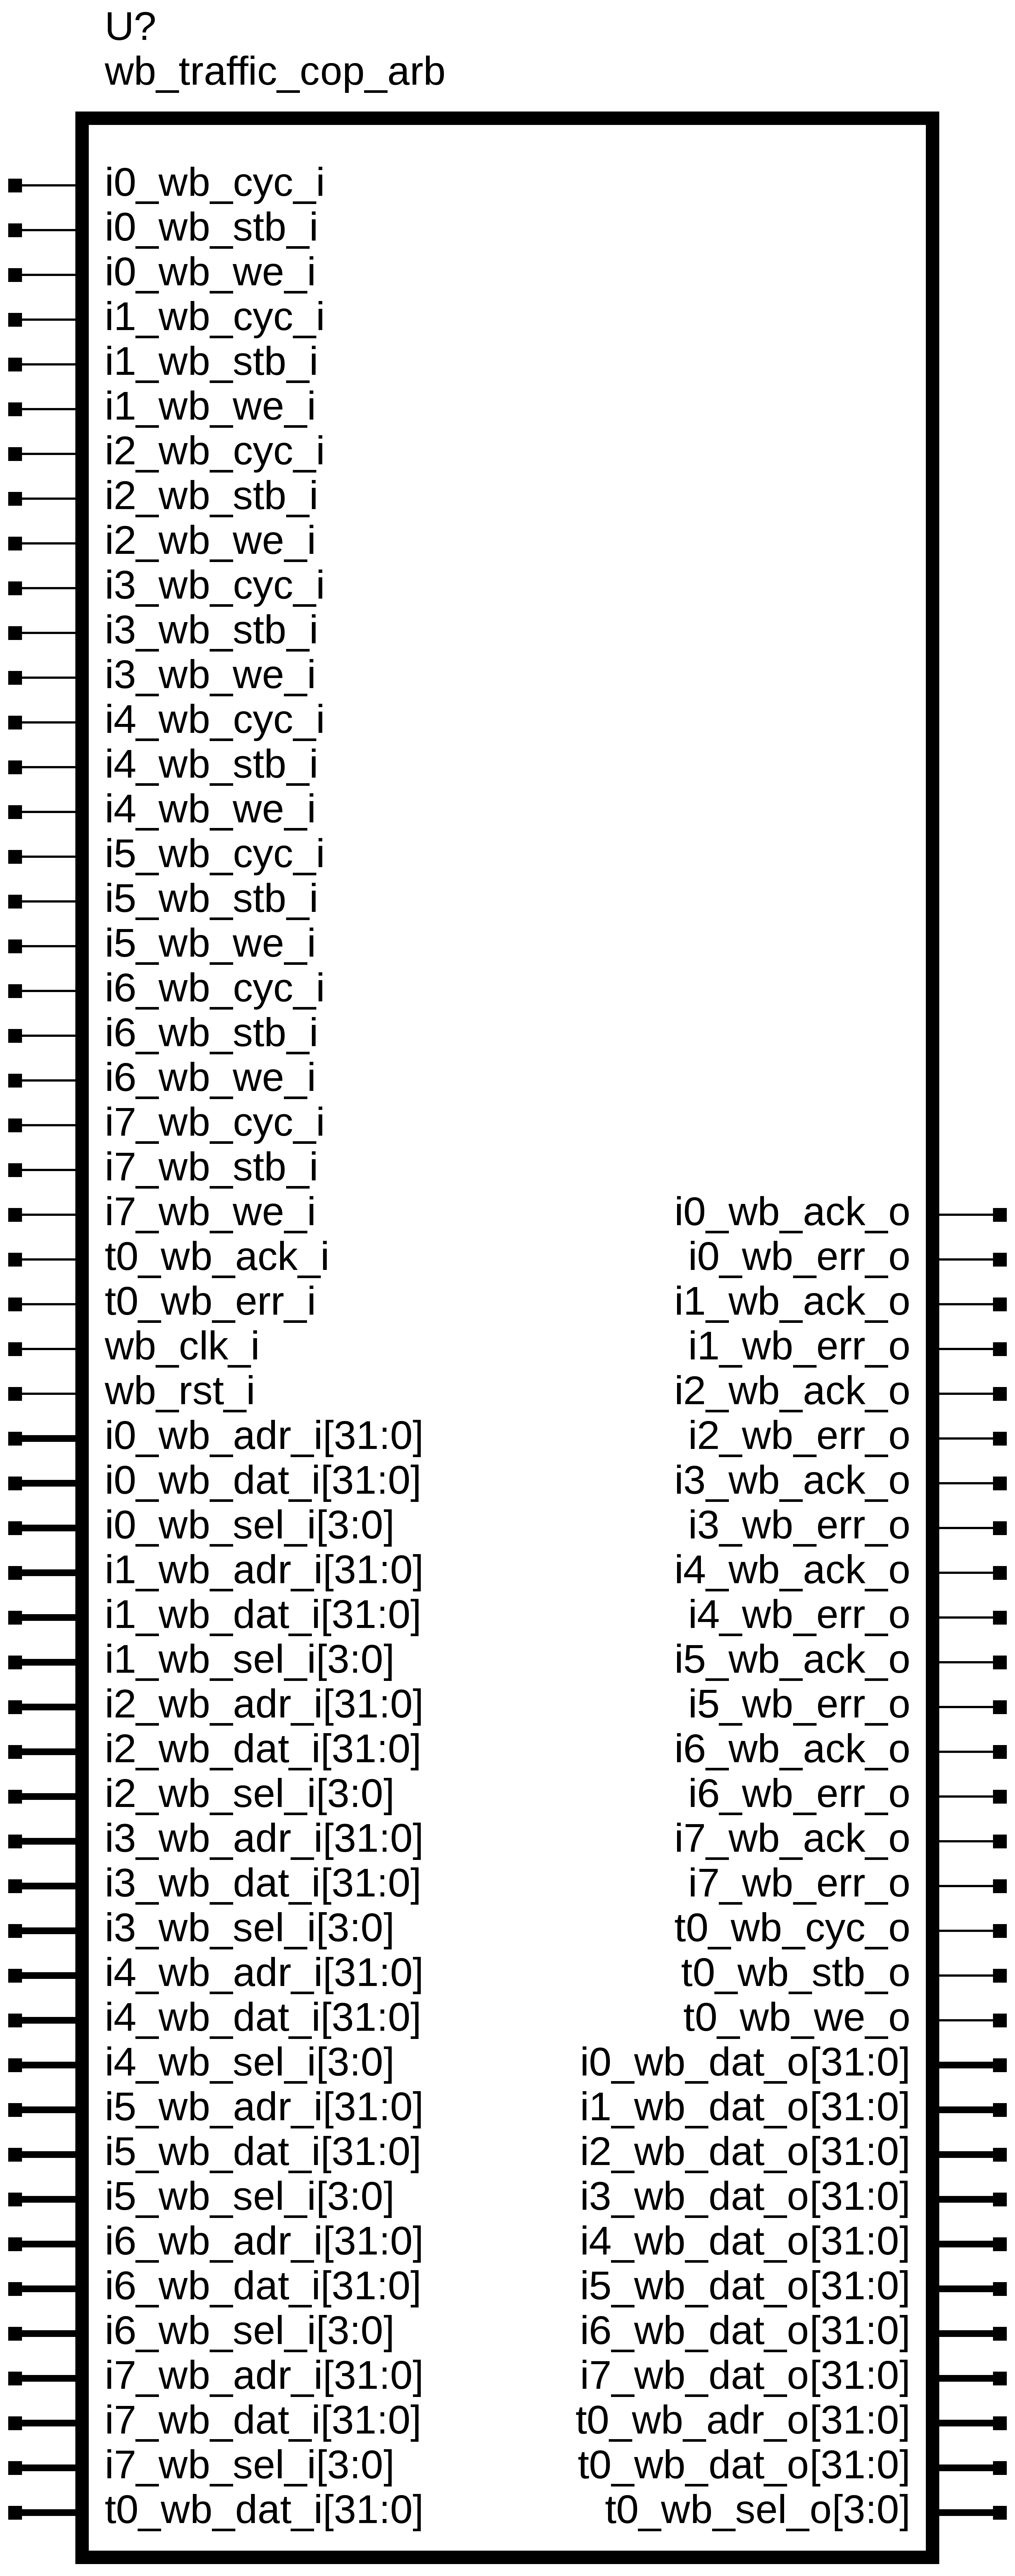 U?
wb_traffic_cop_arb
i0_wb_cyc_i
i0_wb_stb_i
i0_wb_we_i
i1_wb_cyc_i
i1_wb_stb_i
i1_wb_we_i
i2_wb_cyc_i
i2_wb_stb_i
i2_wb_we_i
i3_wb_cyc_i
i3_wb_stb_i
i3_wb_we_i
i4_wb_cyc_i
i4_wb_stb_i
i4_wb_we_i
i5_wb_cyc_i
i5_wb_stb_i
i5_wb_we_i
i6_wb_cyc_i
i6_wb_stb_i
i6_wb_we_i
i7_wb_cyc_i
i7_wb_stb_i
i7_wb_we_i
t0_wb_ack_i
t0_wb_err_i
wb_clk_i
wb_rst_i
i0_wb_adr_i[31:0]
i0_wb_dat_i[31:0]
i0_wb_sel_i[3:0]
i1_wb_adr_i[31:0]
i1_wb_dat_i[31:0]
i1_wb_sel_i[3:0]
i2_wb_adr_i[31:0]
i2_wb_dat_i[31:0]
i2_wb_sel_i[3:0]
i3_wb_adr_i[31:0]
i3_wb_dat_i[31:0]
i3_wb_sel_i[3:0]
i4_wb_adr_i[31:0]
i4_wb_dat_i[31:0]
i4_wb_sel_i[3:0]
i5_wb_adr_i[31:0]
i5_wb_dat_i[31:0]
i5_wb_sel_i[3:0]
i6_wb_adr_i[31:0]
i6_wb_dat_i[31:0]
i6_wb_sel_i[3:0]
i7_wb_adr_i[31:0]
i7_wb_dat_i[31:0]
i7_wb_sel_i[3:0]
t0_wb_dat_i[31:0]
i0_wb_ack_o
i0_wb_err_o
i1_wb_ack_o
i1_wb_err_o
i2_wb_ack_o
i2_wb_err_o
i3_wb_ack_o
i3_wb_err_o
i4_wb_ack_o
i4_wb_err_o
i5_wb_ack_o
i5_wb_err_o
i6_wb_ack_o
i6_wb_err_o
i7_wb_ack_o
i7_wb_err_o
t0_wb_cyc_o
t0_wb_stb_o
t0_wb_we_o
i0_wb_dat_o[31:0]
i1_wb_dat_o[31:0]
i2_wb_dat_o[31:0]
i3_wb_dat_o[31:0]
i4_wb_dat_o[31:0]
i5_wb_dat_o[31:0]
i6_wb_dat_o[31:0]
i7_wb_dat_o[31:0]
t0_wb_adr_o[31:0]
t0_wb_dat_o[31:0]
t0_wb_sel_o[3:0]